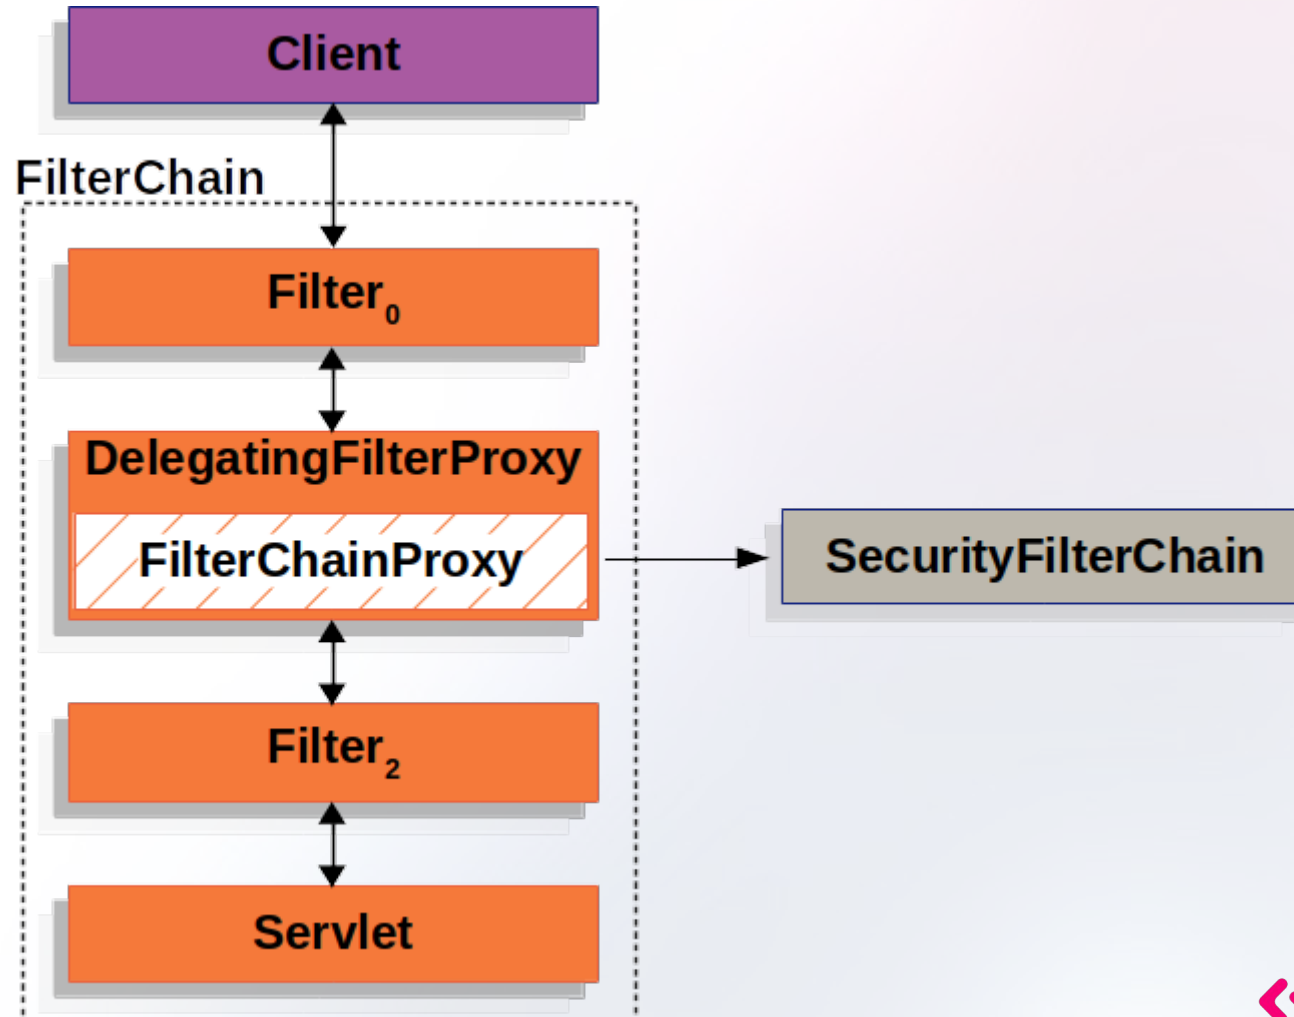 Client
FilterChain
Filter0
DelegatingFilterProxy
FilterChainProxy
SecurityFilterChain
Filter2
Servlet